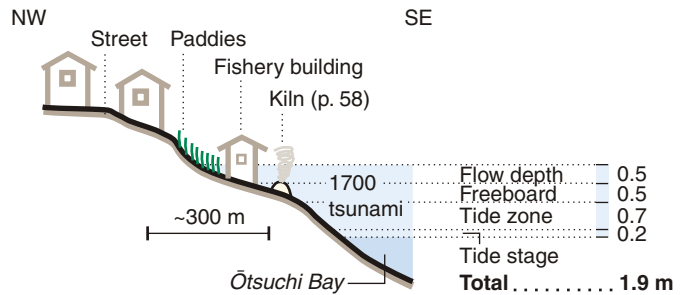 NW
SE
Street
Paddies
Fishery building
Kiln (p. 58)
1700
tsunami
~300 m
Ōtsuchi Bay
Flow depth 0.5
Freeboard 0.5
Tide zone 0.7
0.2
Tide stage
Total . . . . . . . . . . 1.9 m